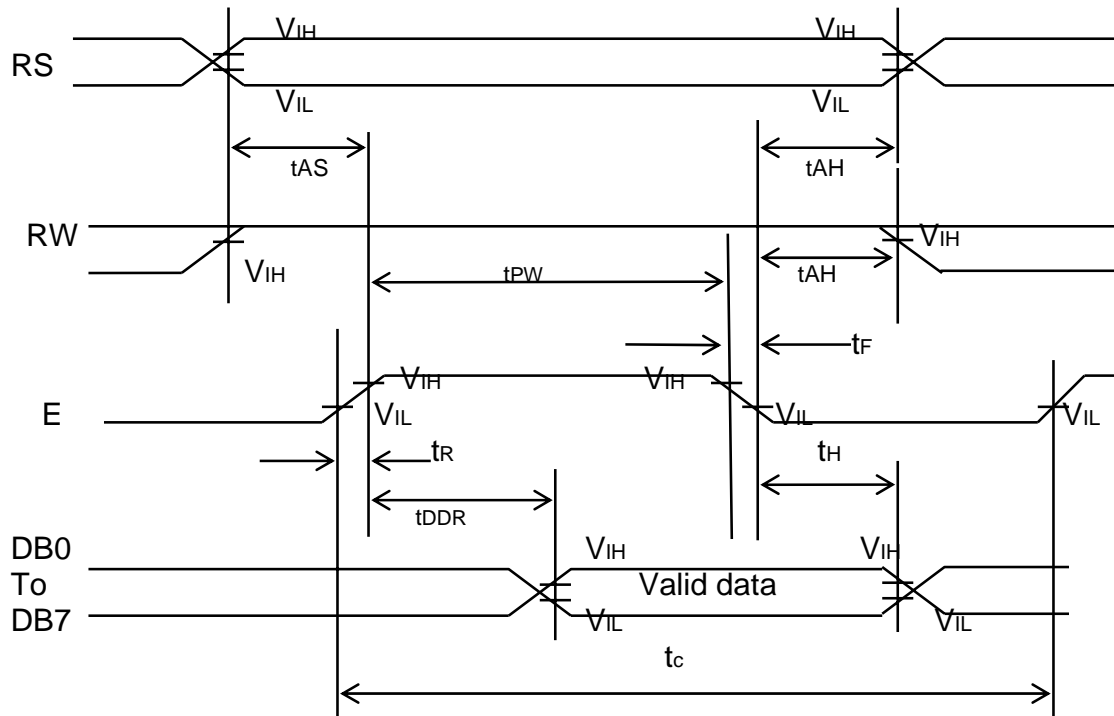 VIH VIH
RS
VIL VIL
tAS tAH
RW VIH
VIH tPW tAH
tF
VIH VIH
E VIL VIL VIL
tR tH
tDDR
DB0 VIH VIH
To Valid data
DB7 VIL VIL
tc